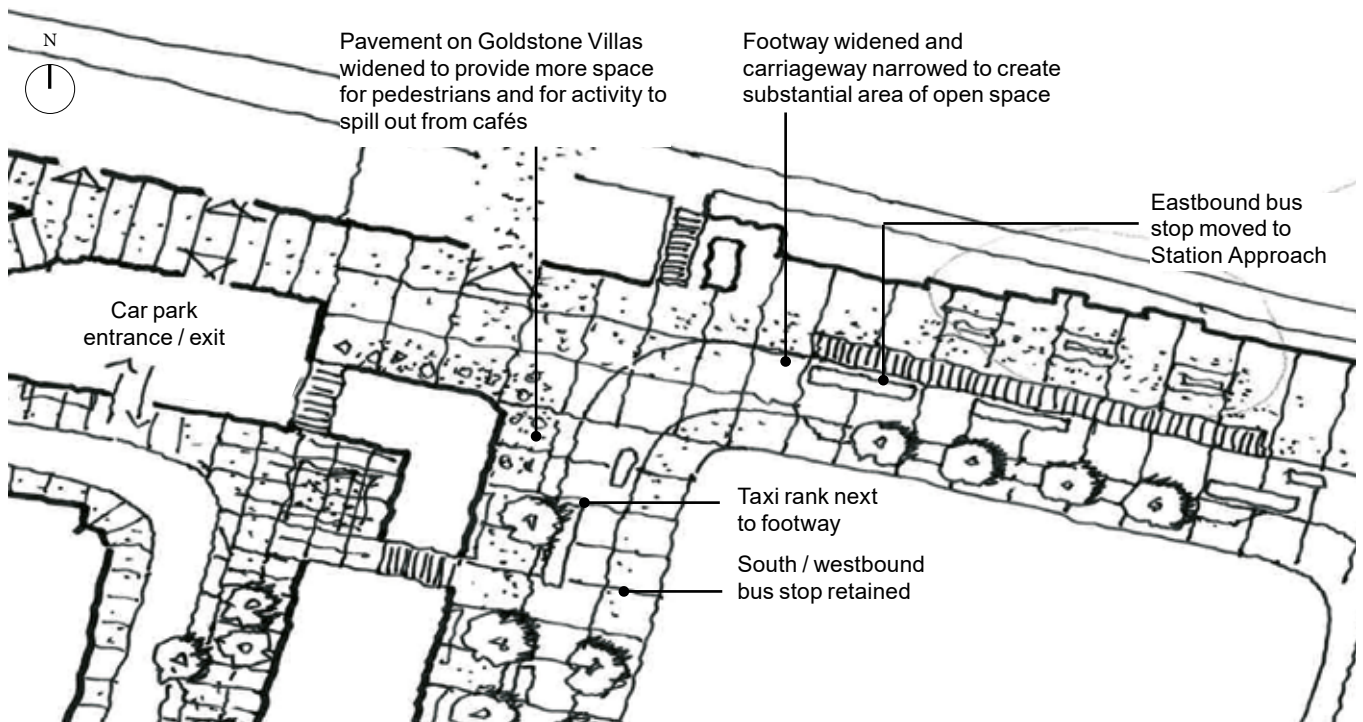 N
Pavement on Goldstone Villas
widened to provide more space
for pedestrians and for activity to
spill out from cafés
Footway widened and
carriageway narrowed to create
substantial area of open space
Eastbound bus
stop moved to
Station Approach
Car park
entrance / exit
Taxi rank next
to footway
South / westbound
bus stop retained